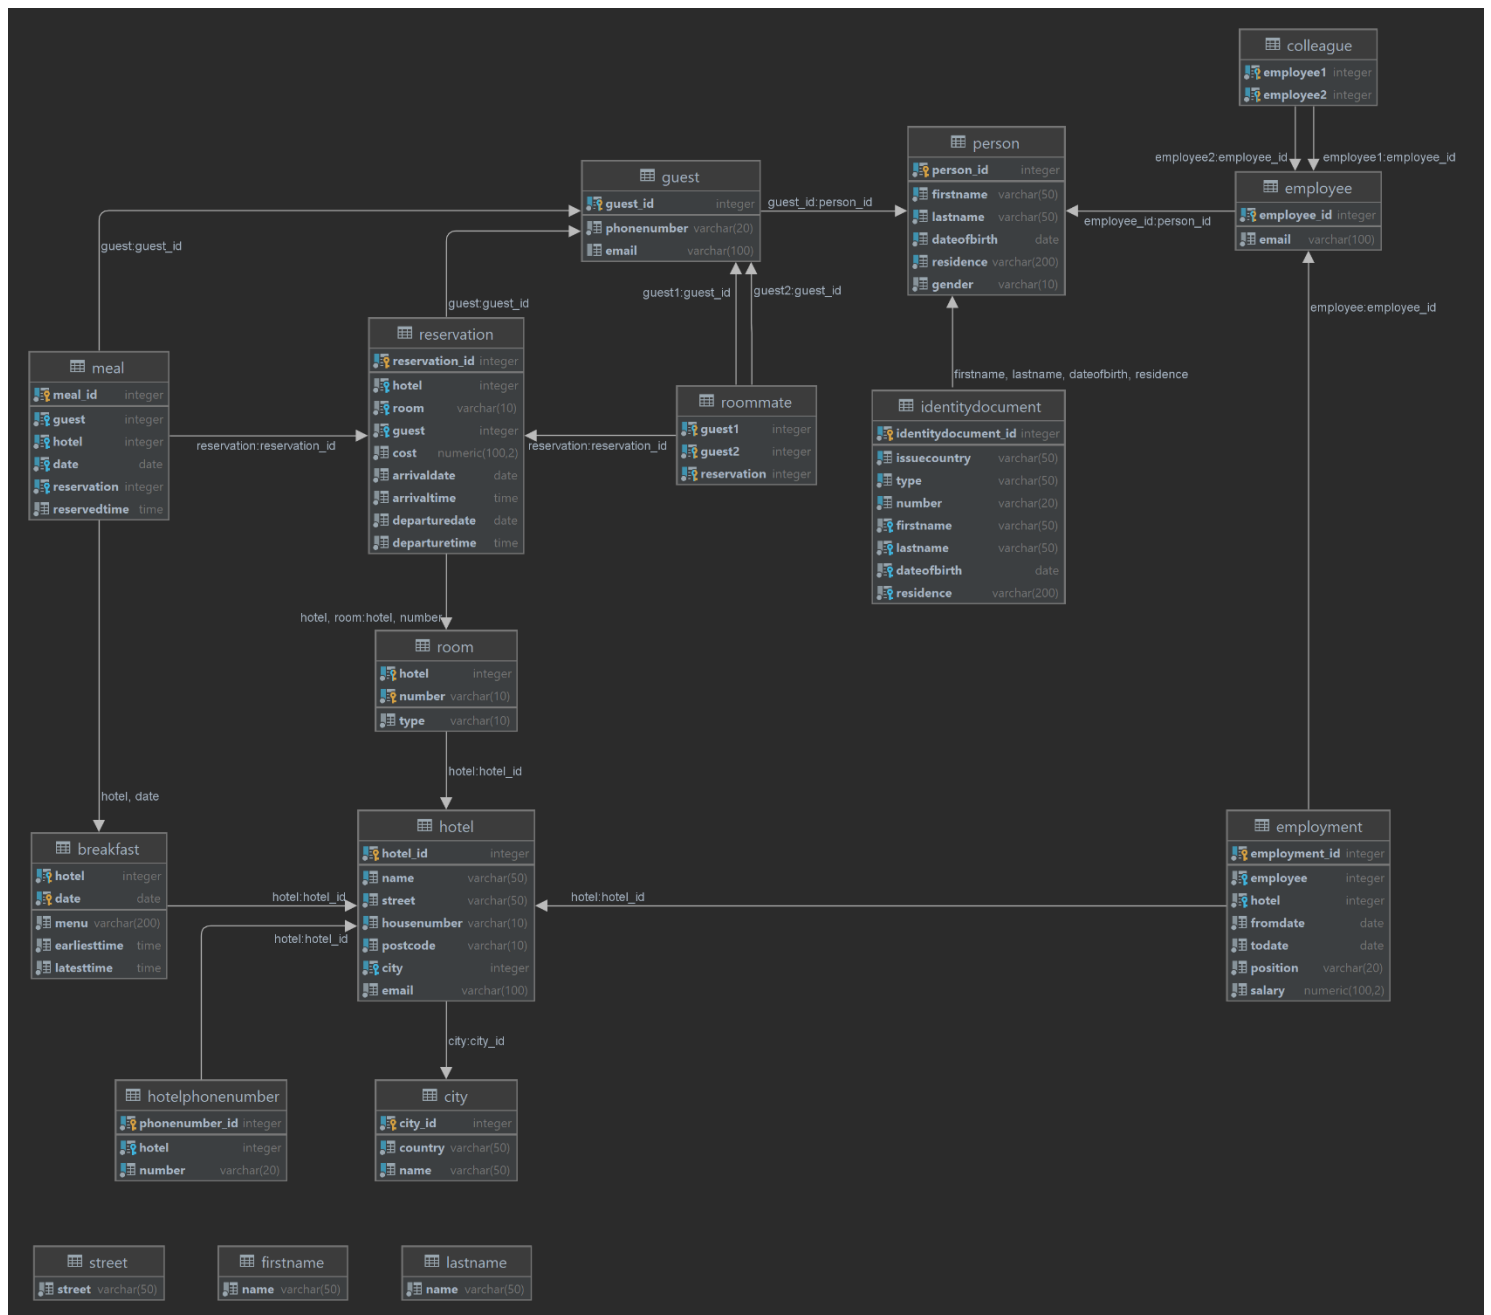 colleague
employee1 integer
employee2 integer
employee2:employee_id
employee1:employee_id
person
person_id integer
firstname varchar(50)
lastname varchar(50)
dateofbirth date
residence varchar(200)
gender varchar(10)
employee
employee_id integer
email varchar(100)
employee_id:person_id
guest
guest_id integer
phonenumber varchar(20)
email varchar(100)
guest_id:person_id
guest:guest_id
guest:guest_id
guest1:guest_id
guest2:guest_id
employee:employee_id
reservation
reservation_id integer
hotel integer
room varchar(10)
guest integer
cost numeric(100,2)
arrivaldate date
arrivaltime time
departuredate date
departuretime time
meal
meal_id integer
guest integer
hotel integer
date date
reservation integer
reservedtime time
reservation:reservation_id
reservation:reservation_id
roommate
guest1 integer
guest2 integer
reservation integer
firstname, lastname, dateofbirth, residence
identitydocument
identitydocument_id integer
issuecountry varchar(50)
type varchar(50)
number varchar(20)
firstname varchar(50)
lastname varchar(50)
dateofbirth date
residence varchar(200)
hotel, room:hotel, number
room
hotel integer
number varchar(10)
type varchar(10)
hotel:hotel_id
hotel, date
breakfast
hotel integer
date date
menu varchar(200)
earliesttime time
latesttime time
hotel:hotel_id
hotel:hotel_id
hotel
hotel_id integer
name varchar(50)
street varchar(50)
housenumber varchar(10)
postcode varchar(10)
city integer
email varchar(100)
hotel:hotel_id
employment
employment_id integer
employee integer
hotel integer
fromdate date
todate date
position varchar(20)
salary numeric(100,2)
city:city_id
hotelphonenumber
phonenumber_id integer
hotel integer
number varchar(20)
city
city_id integer
country varchar(50)
name varchar(50)
street
street varchar(50)
firstname
name varchar(50)
lastname
name varchar(50)